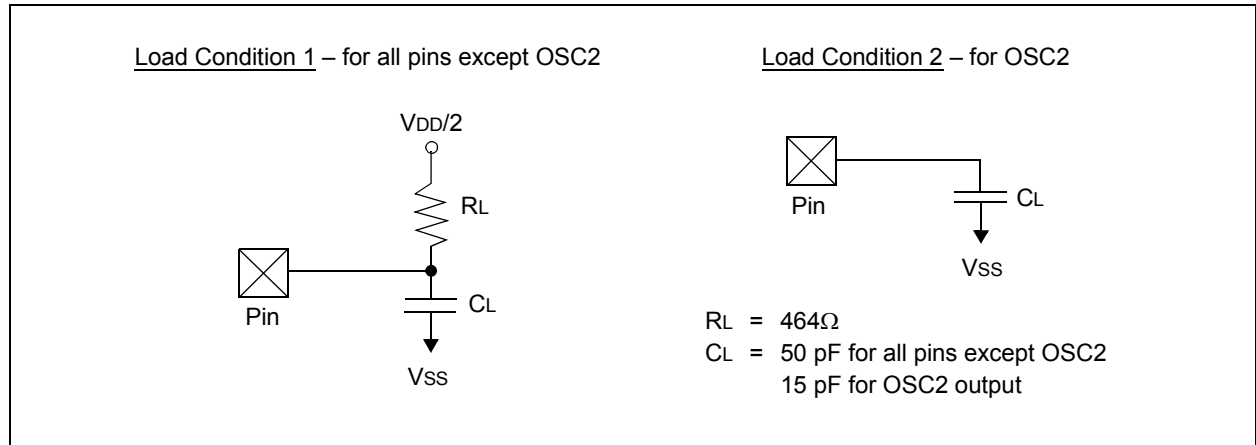 Load Condition 1 – for all pins except OSC2
VDD/2
RL
Pin
CL
VSS
Load Condition 2 – for OSC2
Pin
CL
VSS
RL = 464Ω
CL = 50 pF for all pins except OSC2
15 pF for OSC2 output